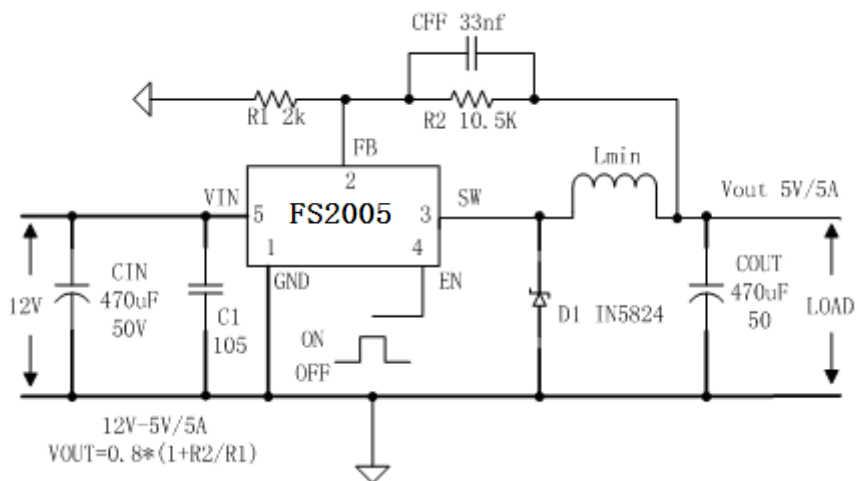 CFF 33nf
R1 2k
R2 10.5K
FB
2
Lmin
VIN
SW
Vout 5V/5A
5
FS2005
3
1
4
GND
EN
12V
CIN
470uF
50V
C1
105
ON
OFF
D1 IN5824
COUT
470uF
50
LOAD
12V-5V/5A
VOUT=0.8*(1+R2/R1)